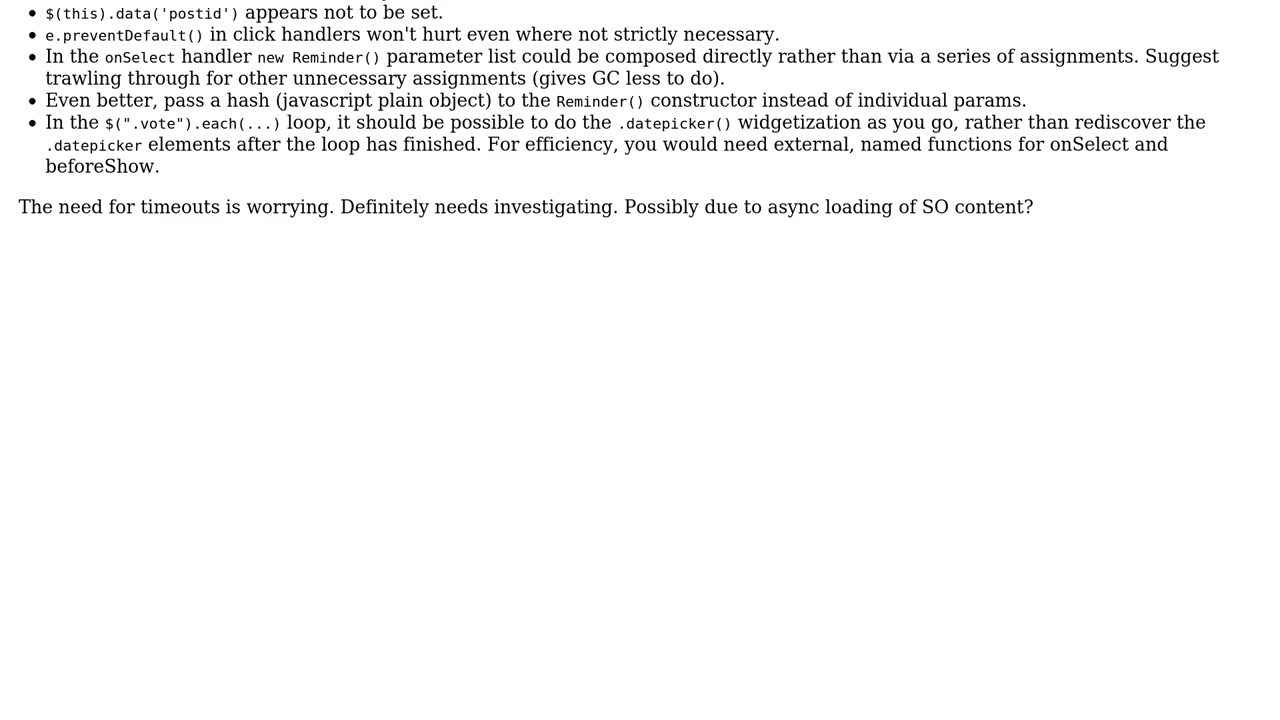 • $(this).data('postid') appears not to be set.
• e.preventDefault() in click handlers won't hurt even where not strictly necessary.
• In the onSelect handler new Reminder() parameter list could be composed directly rather than via a series of assignments. Suggest
trawling through for other unnecessary assignments (gives GC less to do).
• Even better, pass a hash (javascript plain object) to the Reminder() constructor instead of individual params.
• In the $(".vote").each(...) loop, it should be possible to do the .datepicker() widgetization as you go, rather than rediscover the
.datepicker elements after the loop has finished. For efficiency, you would need external, named functions for onSelect and
beforeShow.
The need for timeouts is worrying. Definitely needs investigating. Possibly due to async loading of SO content?